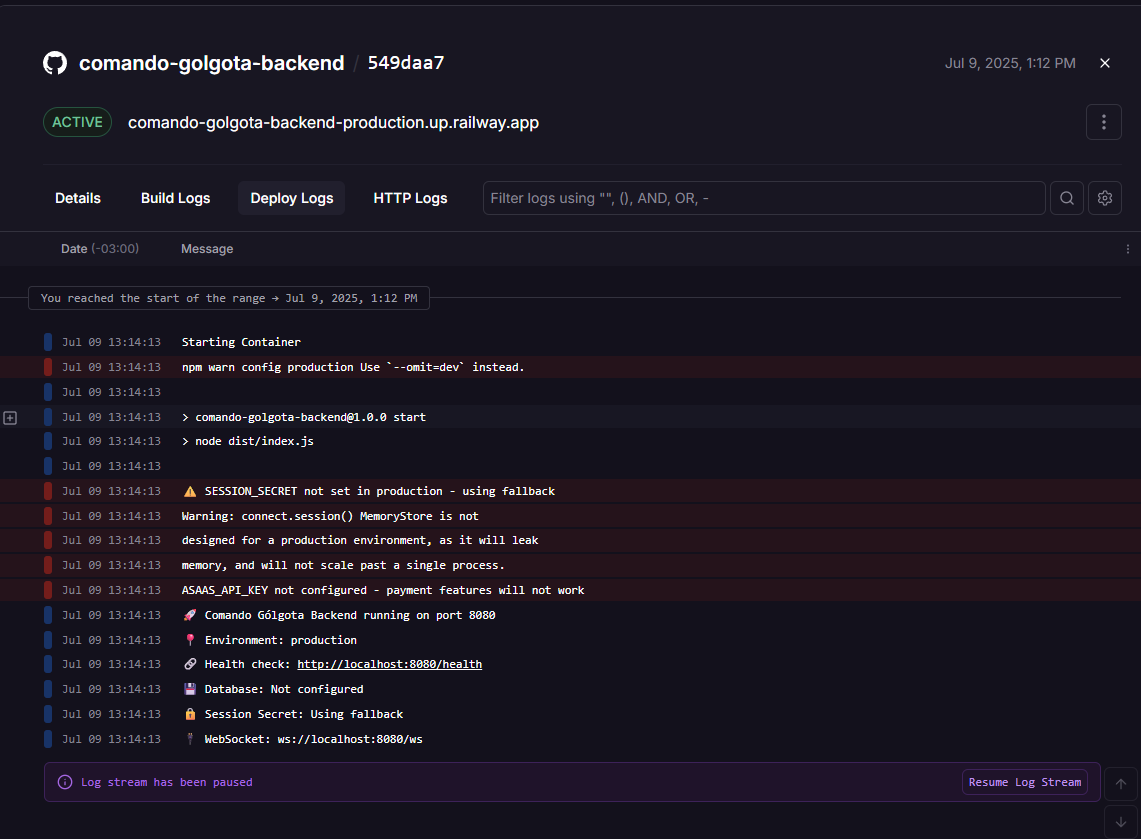 comando-golgota-backend / 549daa7
Jul 9, 2025, 1:12 PM
ACTIVE comando-golgota-backend-production.up.railway.app
Details Build Logs Deploy Logs HTTP Logs Filter logs using "", (), AND, OR, -
Date (-03:00) Message
You reached the start of the range → Jul 9, 2025, 1:12 PM
Jul 09 13:14:13 Starting Container
Jul 09 13:14:13 npm warn config production Use `--omit=dev` instead.
Jul 09 13:14:13
Jul 09 13:14:13 > comando-golgota-backend@1.0.0 start
Jul 09 13:14:13 > node dist/index.js
Jul 09 13:14:13
Jul 09 13:14:13 ⚠️ SESSION_SECRET not set in production - using fallback
Jul 09 13:14:13 Warning: connect.session() MemoryStore is not
Jul 09 13:14:13 designed for a production environment, as it will leak
Jul 09 13:14:13 memory, and will not scale past a single process.
Jul 09 13:14:13 ASAAS_API_KEY not configured - payment features will not work
Jul 09 13:14:13 🚀 Comando Gólgota Backend running on port 8080
Jul 09 13:14:13 📍 Environment: production
Jul 09 13:14:13 🔗 Health check: http://localhost:8080/health
Jul 09 13:14:13 💾 Database: Not configured
Jul 09 13:14:13 🔒 Session Secret: Using fallback
Jul 09 13:14:13 🔌 WebSocket: ws://localhost:8080/ws
Log stream has been paused Resume Log Stream